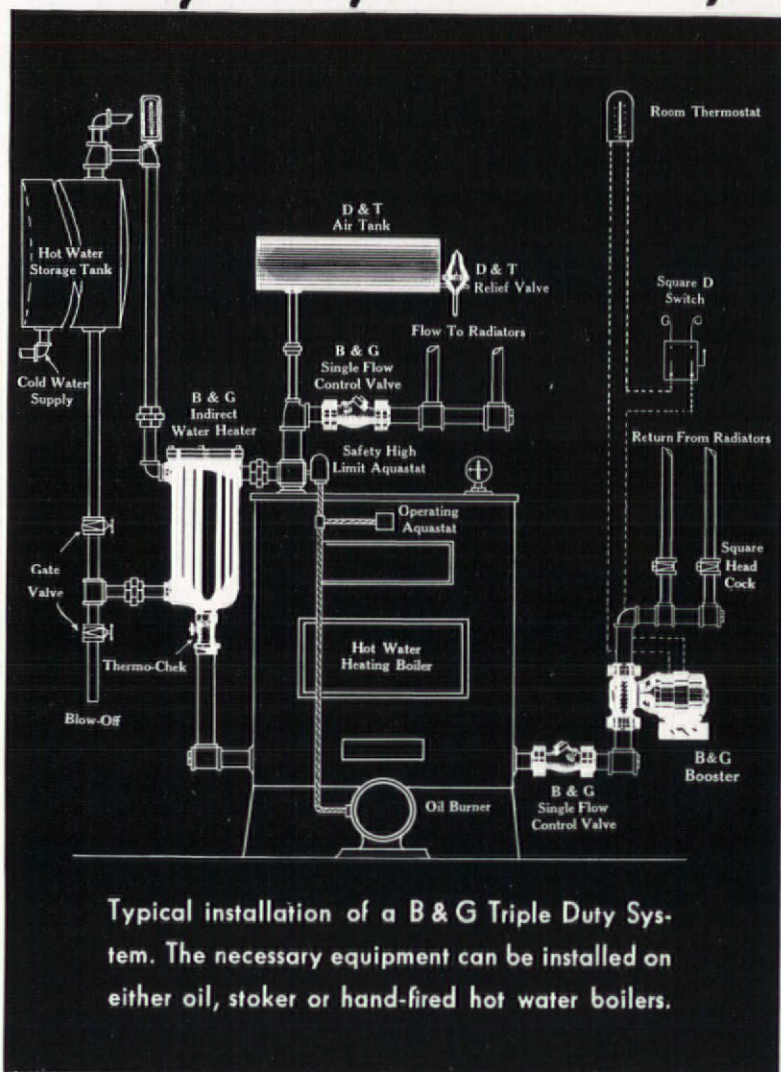 Room Thermostat
D & T
Air Tank
Hot Water
Storage Tank
D & T
Relief Valve
Square D
Switch
Flow To Radiators
B & G
Single Flow
Control Valve
Cold Water
Supply
B & G
Indirect
Water Heater
Safety High
Limit Aquastat
Return From Radiators
Operating
Aquastat
Square
Head
Cock
Gate
Valve
Hot Water
Heating Boiler
Thermo-Chek
Blow-Off
B&G
Booster
Oil Burner
B & G
Single Flow
Control Valve
Typical installation of a B & G Triple Duty Sys-
tem. The necessary equipment can be installed on
either oil, stoker or hand-fired hot water boilers.